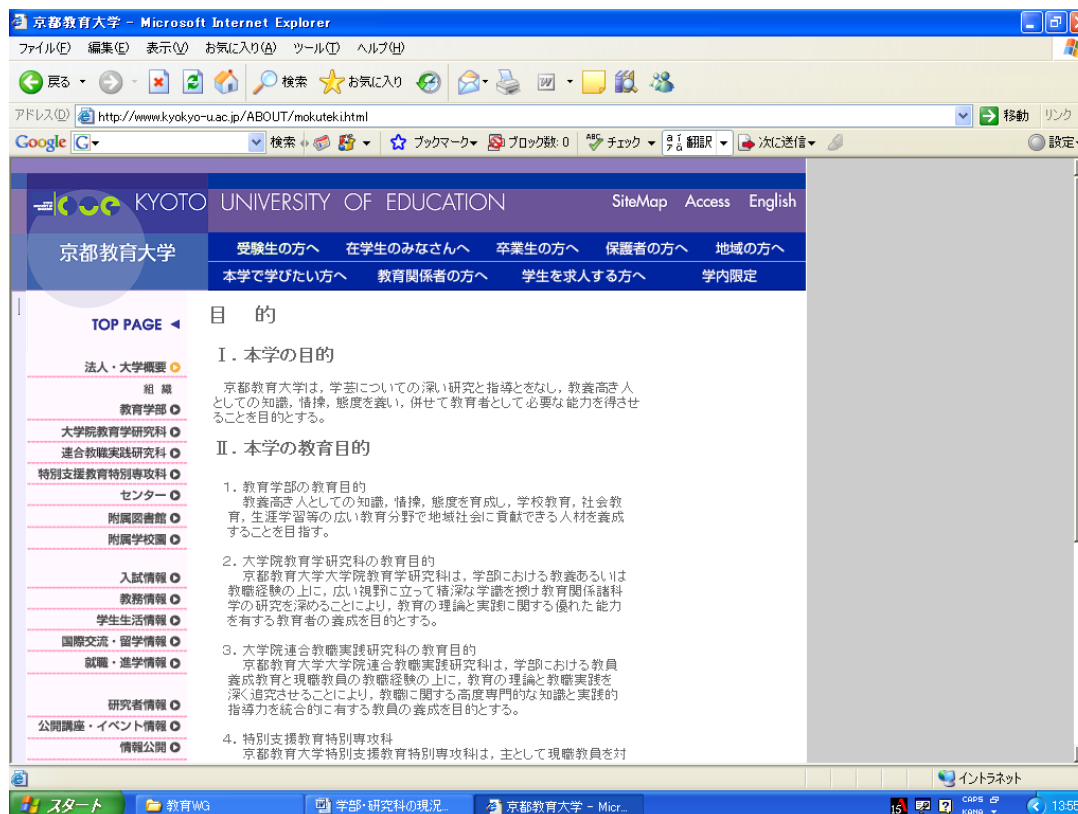 京都教育大学 - Microsoft Internet Explorer
ファイル(F) 編集(E) 表示(V) お気に入り(A) ツール(T) ヘルプ(H)
戻る 検索 お気に入り
アドレス(D) http://www.kyokyo-u.ac.jp/ABOUT/mokuteki.html 移動 リンク
Google G 検索 ブックマーク ブロック数: 0 ABC チェック 翻訳 次に送信 設定
KYOTO UNIVERSITY OF EDUCATION SiteMap Access English
京都教育大学
受験生の方へ 在学生のみなさんへ 卒業生の方へ 保護者の方へ 地域の方へ
本学で学びたい方へ 教育関係者の方へ 学生を求人する方へ 学内限定
TOP PAGE
法人・大学概要
組織
教育学部
大学院教育学研究科
連合教職実践研究科
特別支援教育特別専攻科
センター
附属図書館
附属学校園
入試情報
教務情報
学生生活情報
国際交流・留学情報
就職・進学情報
研究者情報
公開講座・イベント情報
情報公開
目 的
Ⅰ．本学の目的
京都教育大学は，学芸についての深い研究と指導とをなし，教養高き人
としての知識，情操，態度を養い，併せて教育者として必要な能力を得させ
ることを目的とする。
Ⅱ．本学の教育目的
1．教育学部の教育目的
教養高き人としての知識，情操，態度を育成し，学校教育，社会教
育，生涯学習等の広い教育分野で地域社会に貢献できる人材を養成
することを目指す。
2．大学院教育学研究科の教育目的
京都教育大学大学院教育学研究科は，学部における教養あるいは
教職経験の上に，広い視野に立って精深な学識を授け教育関係諸科
学の研究を深めることにより，教育の理論と実践に関する優れた能力
を有する教育者の養成を目的とする。
3．大学院連合教職実践研究科の教育目的
京都教育大学大学院連合教職実践研究科は，学部における教員
養成教育と現職教員の教職経験の上に，教育の理論と教職実践を
深く追究させることにより，教職に関する高度専門的な知識と実践的
指導力を統合的に有する教員の養成を目的とする。
4．特別支援教育特別専攻科
京都教育大学特別支援教育特別専攻科は，主として現職教員を対
イントラネット
スタート 教育WG 学部・研究科の現況... 京都教育大学 - Micr... 15 CAPS KANA 13:55